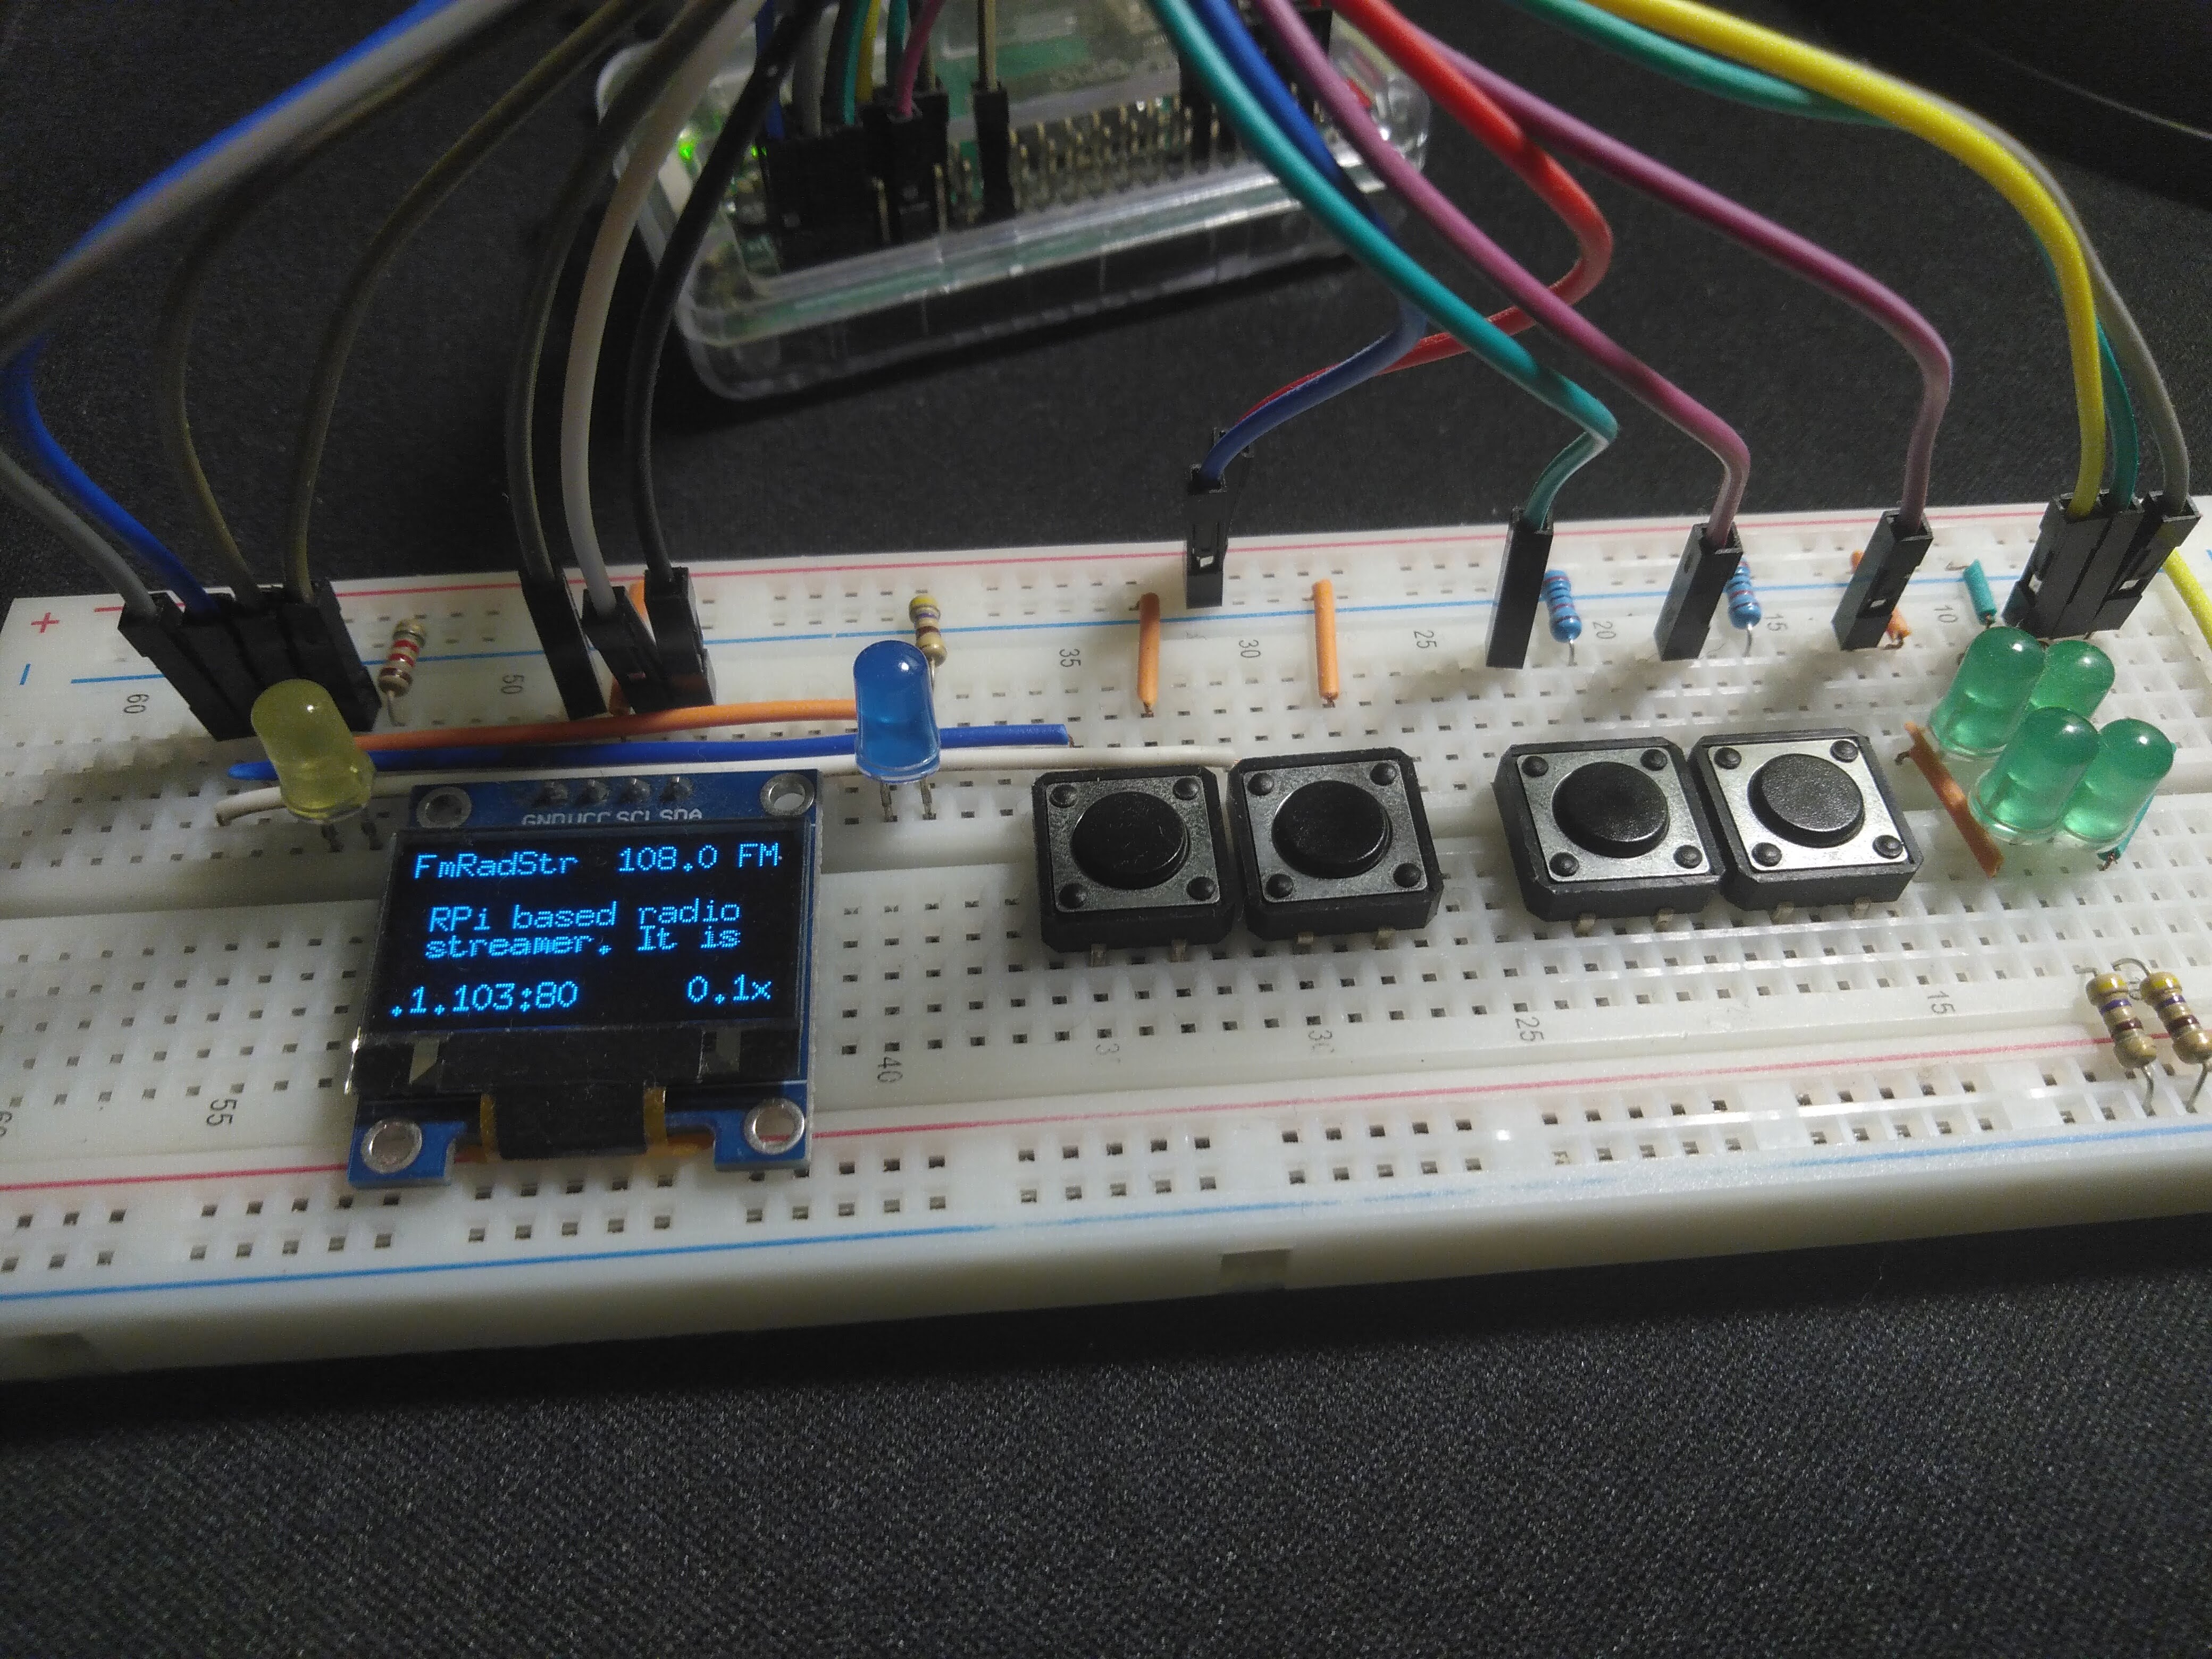 +
−
60
50
35
30
25
20
15
10
GND VCC SCL SDA
FmRadStr 108.0 FM
RPi based radio
streamer. It is
.1.103:80 0.1x
55
40
25
15